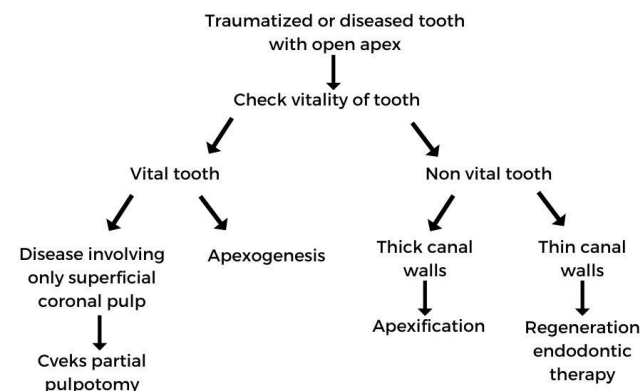 Traumatized or diseased tooth
with open apex
Check vitality of tooth
Vital tooth
Non vital tooth
Disease involving
only superficial
coronal pulp
Apexogenesis
Thick canal
walls
Thin canal
walls
Apexification
Regeneration
endodontic
therapy
Cveks partial
pulpotomy